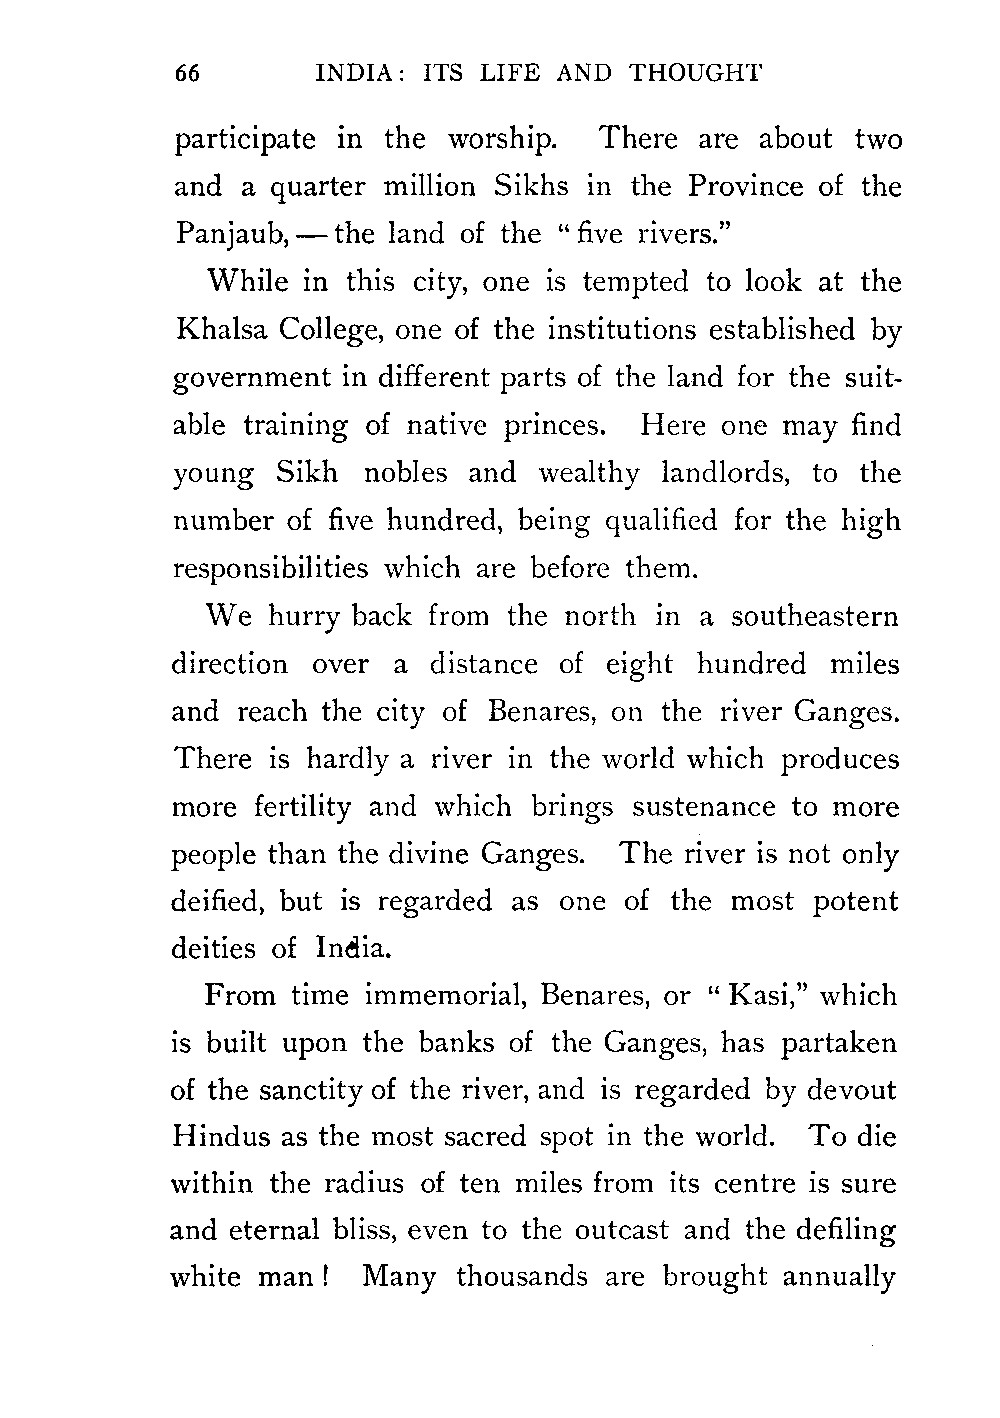 66 INDIA: ITS LIFE AND THOUGHT
participate in the worship. There are about two
and a quarter million Sikhs in the Province of the
Panjaub, — the land of the “five rivers.”
While in this city, one is tempted to look at the
Khalsa College, one of the institutions established by
government in different parts of the land for the suit-
able training of native princes. Here one may find
young Sikh nobles and wealthy landlords, to the
number of five hundred, being qualified for the high
responsibilities which are before them.
We hurry back from the north in a southeastern
direction over a distance of eight hundred miles
and reach the city of Benares, on the river Ganges.
There is hardly a river in the world which produces
more fertility and which brings sustenance to more
people than the divine Ganges. The river is not only
deified, but is regarded as one of the most potent
deities of India.
From time immemorial, Benares, or “Kasi,” which
is built upon the banks of the Ganges, has partaken
of the sanctity of the river, and is regarded by devout
Hindus as the most sacred spot in the world. To die
within the radius of ten miles from its centre is sure
and eternal bliss, even to the outcast and the defiling
white man! Many thousands are brought annually